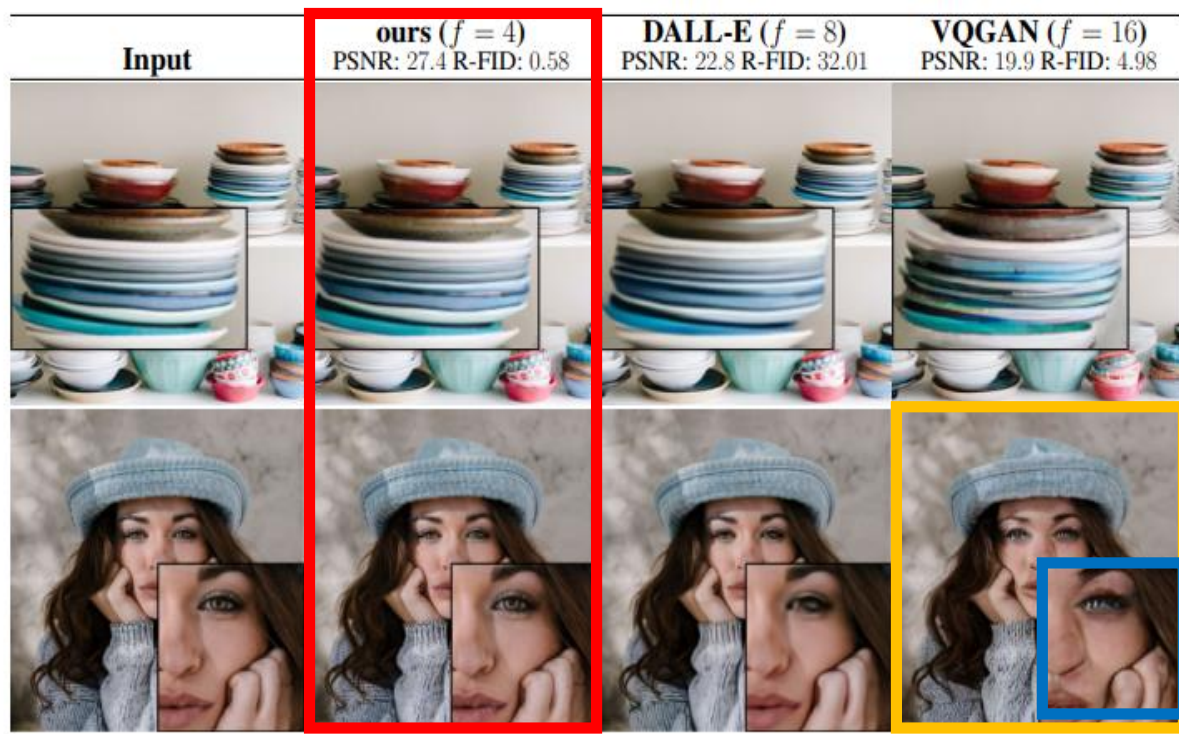 Input
ours (f = 4)
PSNR: 27.4 R-FID: 0.58
DALL-E (f = 8)
PSNR: 22.8 R-FID: 32.01
VQGAN (f = 16)
PSNR: 19.9 R-FID: 4.98